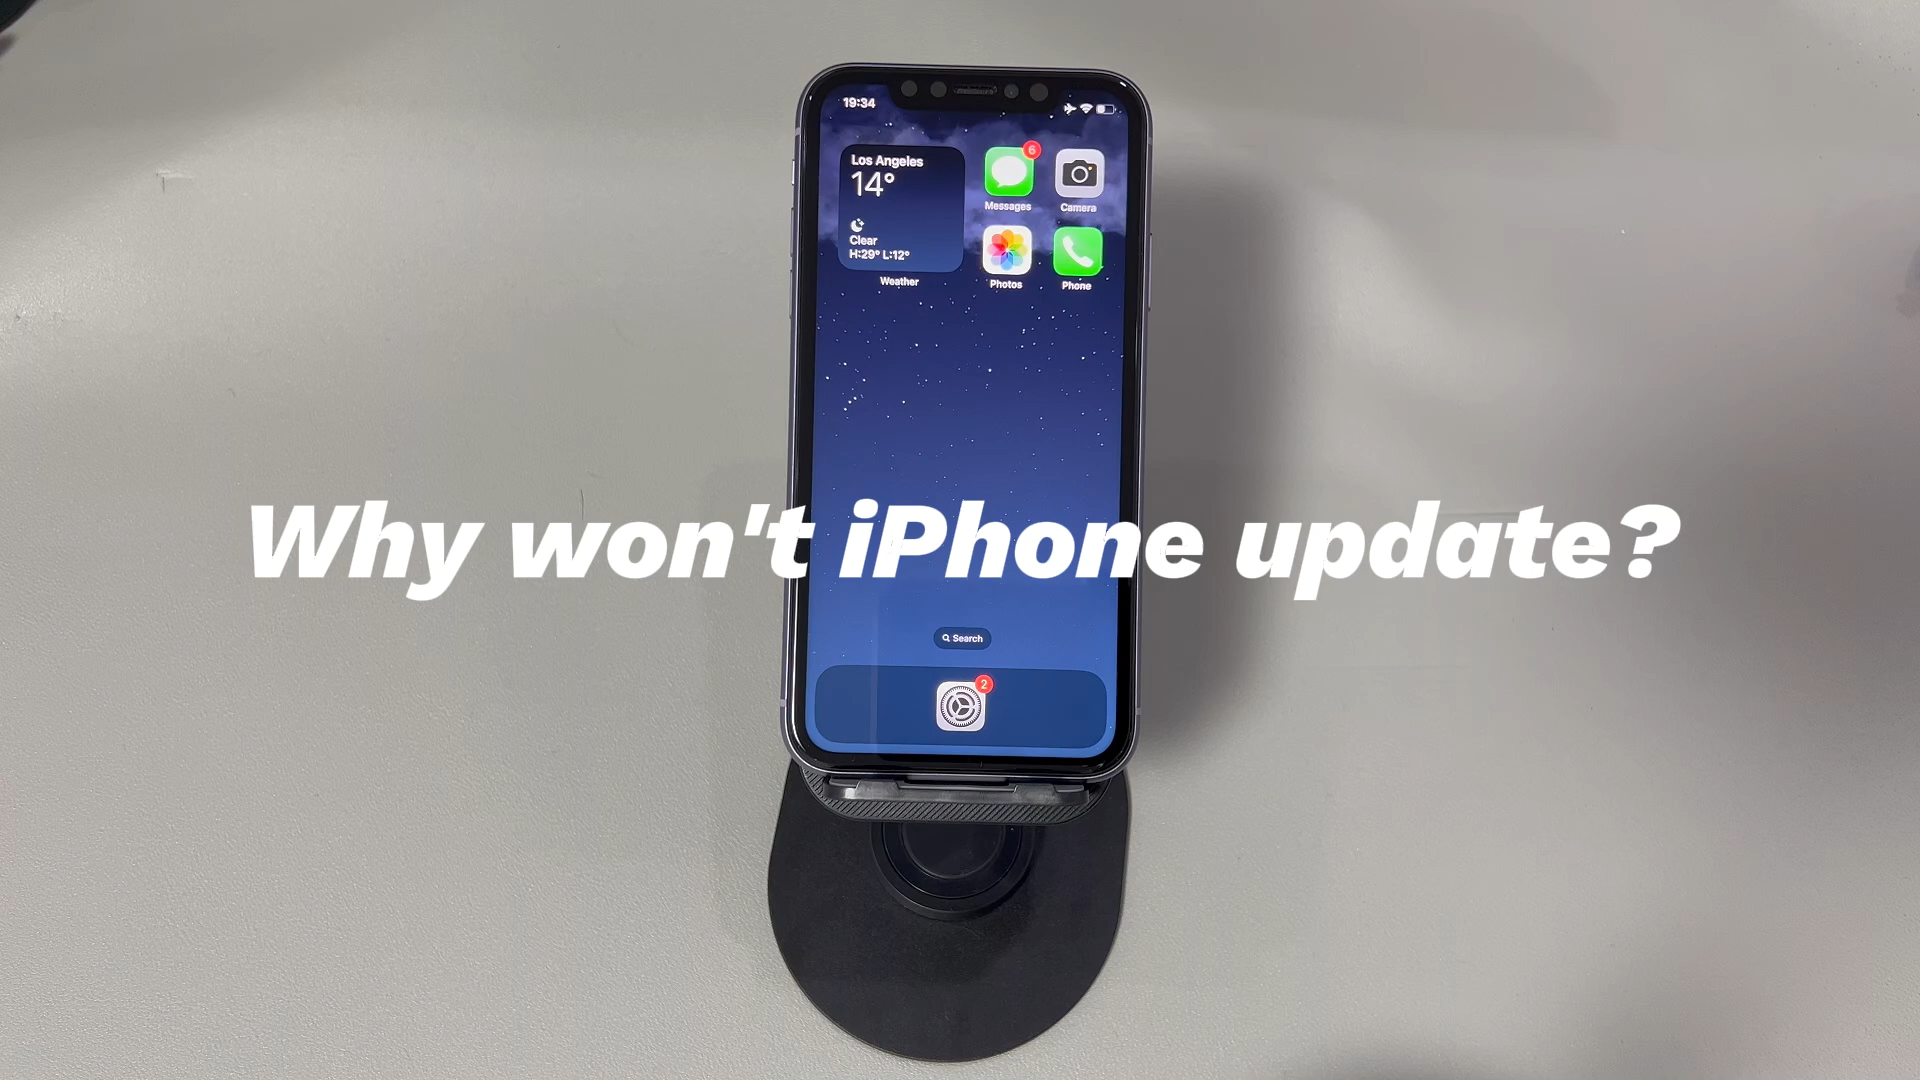 19:34
Los Angeles
14°
Clear
H:29° L:12°
Weather
6
Messages
Camera
Photos
Phone
Why won't iPhone update?
Search
2